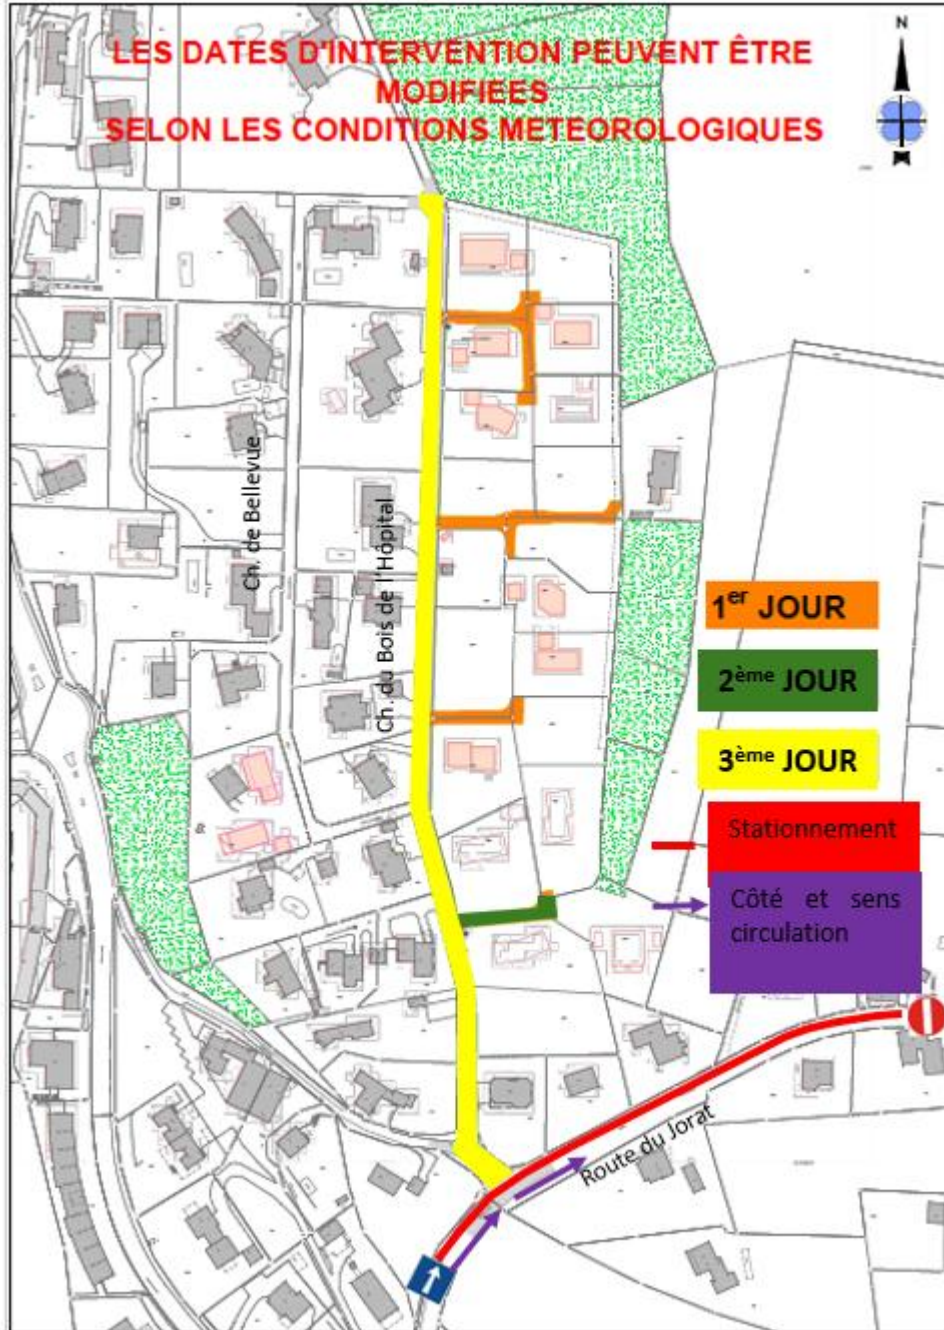 LES DATES D'INTERVENTION PEUVENT ÊTRE
MODIFIEES
SELON LES CONDITIONS METEOROLOGIQUES
N
Ch. de Bellevue
Ch. du Bois de l'Hôpital
1er JOUR
2ème JOUR
3ème JOUR
Stationnement
Côté et sens
circulation
Route du Jorat